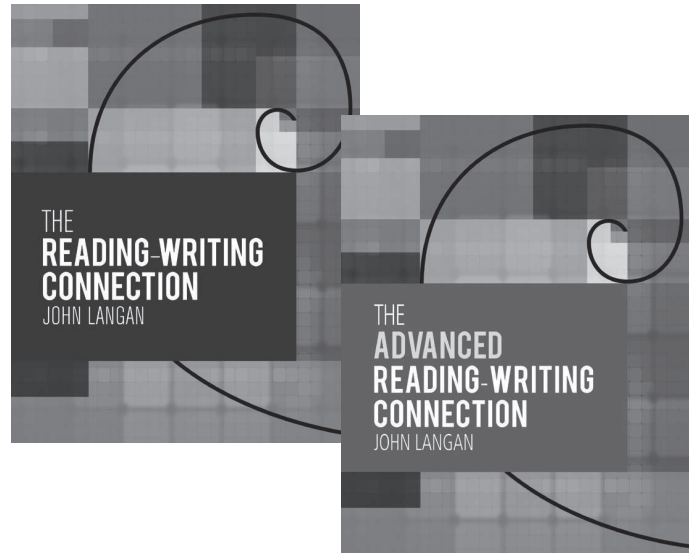 THE
READING-WRITING
CONNECTION
JOHN LANGAN
THE
ADVANCED
READING-WRITING
CONNECTION
JOHN LANGAN